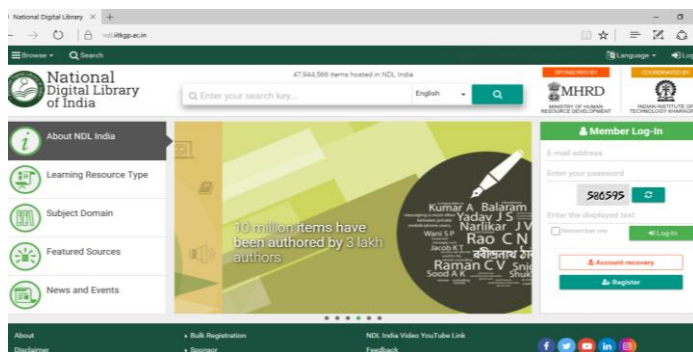 National Digital Library
ndl.iitkgp.ac.in
Browse
Search
Language
National
Digital Library
of India
47,944,566 items hosted in NDL India
Enter your search key...
English
SPONSORED BY
MHRD
MINISTRY OF HUMAN
RESOURCE DEVELOPMENT
COORDINATED BY
INDIAN INSTITUTE OF
TECHNOLOGY KHARAGP
About NDL India
Learning Resource Type
Subject Domain
Featured Sources
News and Events
10 million items have
been authored by 3 lakh
authors
Kumar A Balaram
Yadav J S
Narlikar J V
Wani S P
Rao C N
Jacob K T
Raman C V
Sood A K
Member Log-In
E-mail address
Enter your password
586595
Enter the displayed text
Remember me
Log-In
Account recovery
Register
About
Bulk Registration
NDL India Video YouTube Link
Disclaimer
Sponsor
Feedback